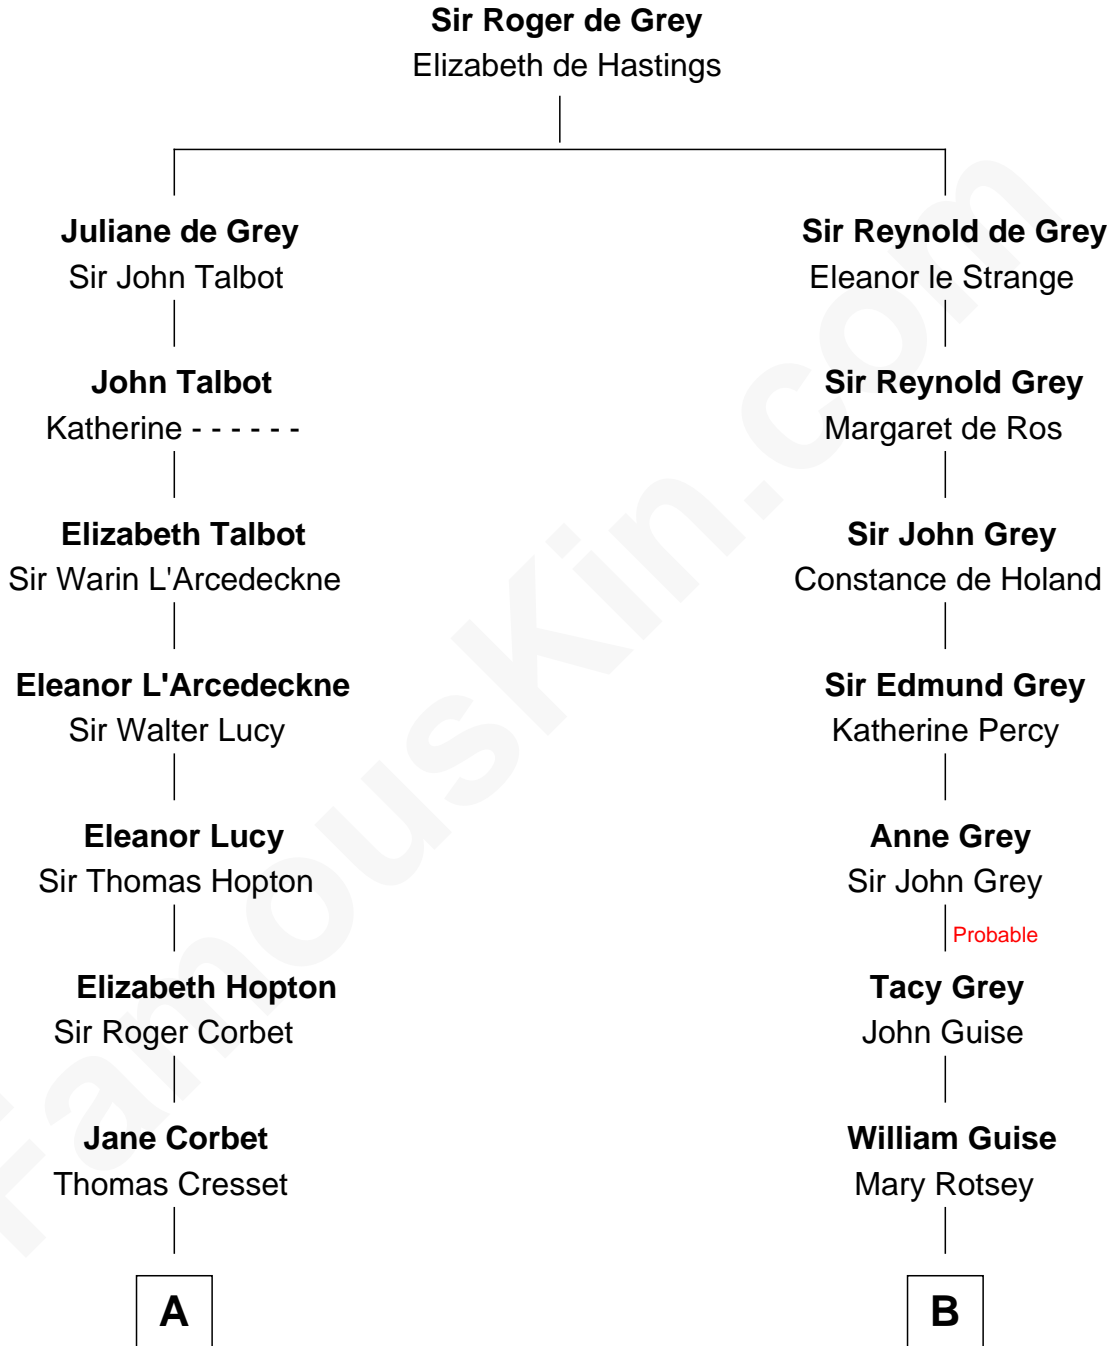 Sir Roger de Grey
Elizabeth de Hastings
Juliane de Grey
Sir John Talbot
John Talbot
Katherine - - - - - -
Elizabeth Talbot
Sir Warin L'Arcedeckne
Eleanor L'Arcedeckne
Sir Walter Lucy
Eleanor Lucy
Sir Thomas Hopton
Elizabeth Hopton
Sir Roger Corbet
Jane Corbet
Thomas Cresset
A
Sir Reynold de Grey
Eleanor le Strange
Sir Reynold Grey
Margaret de Ros
Sir John Grey
Constance de Holand
Sir Edmund Grey
Katherine Percy
Anne Grey
Sir John Grey
Probable
Tacy Grey
John Guise
William Guise
Mary Rotsey
B
FamousKin.com